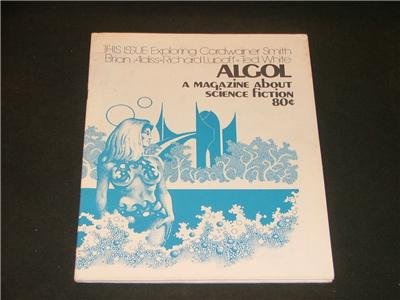 THIS ISSUE: Exploring Cordwainer Smith
Brian Aldiss•Richard Lupoff•Ted White
ALGOL
A MAGAZINE ABOUT
SCIENCE FICTION
80¢